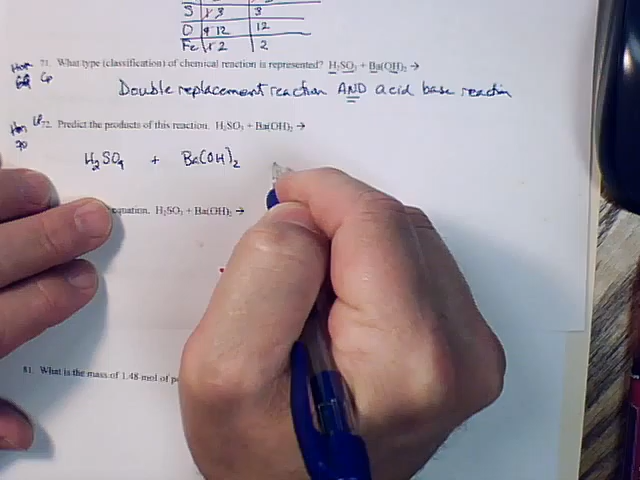 S 3 3
O 12 12
Fe 2 2
71. What type (classification) of chemical reaction is represented? H₂SO₃ + Ba(OH)₂ →
Double replacement reaction AND acid base reaction
72. Predict the products of this reaction. H₂SO₃ + Ba(OH)₂ →
H₂SO₄ + Ba(OH)₂
equation. H₂SO₃ + Ba(OH)₂ →
81. What is the mass of 1.48 mol of